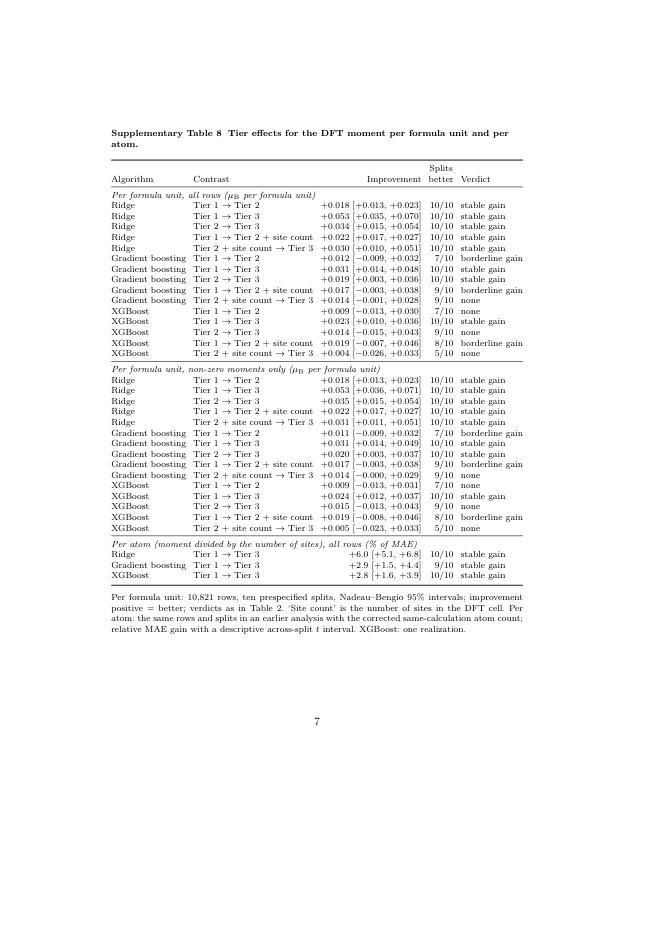 Supplementary Table 8 Tier effects for the DFT moment per formula unit and per
atom.
Splits
Algorithm Contrast Improvement better Verdict
Per formula unit, all rows (μB per formula unit)
Ridge Tier 1 → Tier 2 +0.018 [+0.013, +0.023] 10/10 stable gain
Ridge Tier 1 → Tier 3 +0.053 [+0.035, +0.070] 10/10 stable gain
Ridge Tier 2 → Tier 3 +0.034 [+0.015, +0.054] 10/10 stable gain
Ridge Tier 1 → Tier 2 + site count +0.022 [+0.017, +0.027] 10/10 stable gain
Ridge Tier 2 + site count → Tier 3 +0.030 [+0.010, +0.051] 10/10 stable gain
Gradient boosting Tier 1 → Tier 2 +0.012 [−0.009, +0.032] 7/10 borderline gain
Gradient boosting Tier 1 → Tier 3 +0.031 [+0.014, +0.048] 10/10 stable gain
Gradient boosting Tier 2 → Tier 3 +0.019 [+0.003, +0.036] 10/10 stable gain
Gradient boosting Tier 1 → Tier 2 + site count +0.017 [−0.003, +0.038] 9/10 borderline gain
Gradient boosting Tier 2 + site count → Tier 3 +0.014 [−0.001, +0.028] 9/10 none
XGBoost Tier 1 → Tier 2 +0.009 [−0.013, +0.030] 7/10 none
XGBoost Tier 1 → Tier 3 +0.023 [+0.010, +0.036] 10/10 stable gain
XGBoost Tier 2 → Tier 3 +0.014 [−0.015, +0.043] 9/10 none
XGBoost Tier 1 → Tier 2 + site count +0.019 [−0.007, +0.046] 8/10 borderline gain
XGBoost Tier 2 + site count → Tier 3 +0.004 [−0.026, +0.033] 5/10 none
Per formula unit, non-zero moments only (μB per formula unit)
Ridge Tier 1 → Tier 2 +0.018 [+0.013, +0.023] 10/10 stable gain
Ridge Tier 1 → Tier 3 +0.053 [+0.036, +0.071] 10/10 stable gain
Ridge Tier 2 → Tier 3 +0.035 [+0.015, +0.054] 10/10 stable gain
Ridge Tier 1 → Tier 2 + site count +0.022 [+0.017, +0.027] 10/10 stable gain
Ridge Tier 2 + site count → Tier 3 +0.031 [+0.011, +0.051] 10/10 stable gain
Gradient boosting Tier 1 → Tier 2 +0.011 [−0.009, +0.032] 7/10 borderline gain
Gradient boosting Tier 1 → Tier 3 +0.031 [+0.014, +0.049] 10/10 stable gain
Gradient boosting Tier 2 → Tier 3 +0.020 [+0.003, +0.037] 10/10 stable gain
Gradient boosting Tier 1 → Tier 2 + site count +0.017 [−0.003, +0.038] 9/10 borderline gain
Gradient boosting Tier 2 + site count → Tier 3 +0.014 [−0.000, +0.029] 9/10 none
XGBoost Tier 1 → Tier 2 +0.009 [−0.013, +0.031] 7/10 none
XGBoost Tier 1 → Tier 3 +0.024 [+0.012, +0.037] 10/10 stable gain
XGBoost Tier 2 → Tier 3 +0.015 [−0.013, +0.043] 9/10 none
XGBoost Tier 1 → Tier 2 + site count +0.019 [−0.008, +0.046] 8/10 borderline gain
XGBoost Tier 2 + site count → Tier 3 +0.005 [−0.023, +0.033] 5/10 none
Per atom (moment divided by the number of sites), all rows (% of MAE)
Ridge Tier 1 → Tier 3 +6.0 [+5.1, +6.8] 10/10 stable gain
Gradient boosting Tier 1 → Tier 3 +2.9 [+1.5, +4.4] 9/10 stable gain
XGBoost Tier 1 → Tier 3 +2.8 [+1.6, +3.9] 10/10 stable gain
Per formula unit: 10,821 rows, ten prespecified splits, Nadeau–Bengio 95% intervals; improvement
positive = better; verdicts as in Table 2. ‘Site count’ is the number of sites in the DFT cell. Per
atom: the same rows and splits in an earlier analysis with the corrected same-calculation atom count;
relative MAE gain with a descriptive across-split t interval. XGBoost: one realization.
7